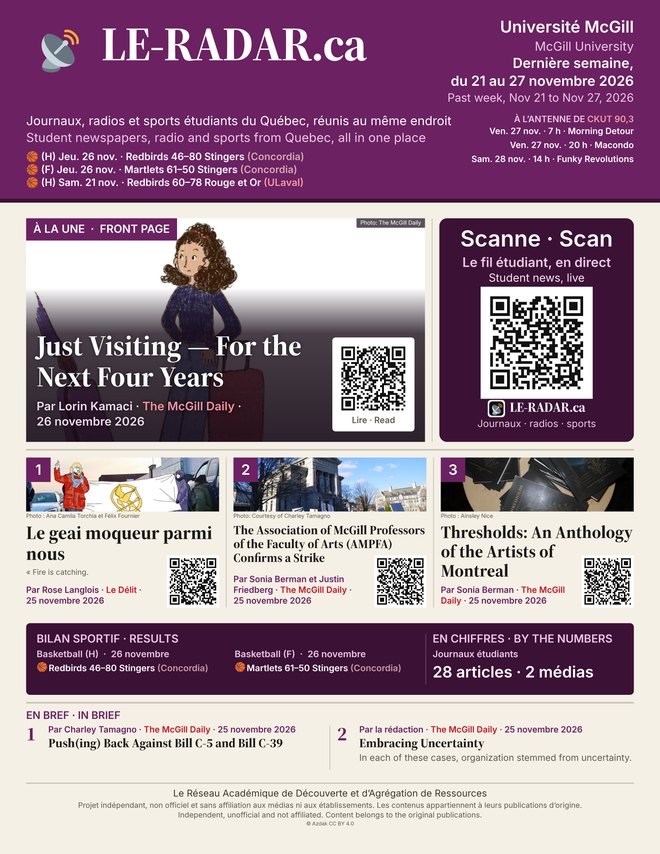 LE-RADAR.ca
Journaux, radios et sports étudiants du Québec, réunis au même endroit
Student newspapers, radio and sports from Quebec, all in one place
(H) Jeu. 26 nov. · Redbirds 46–80 Stingers (Concordia)
(F) Jeu. 26 nov. · Martlets 61–50 Stingers (Concordia)
(H) Sam. 21 nov. · Redbirds 60–78 Rouge et Or (ULaval)
Université McGill
McGill University
Dernière semaine,
du 21 au 27 novembre 2026
Past week, Nov 21 to Nov 27, 2026
À L'ANTENNE DE CKUT 90,3
Ven. 27 nov. · 7 h · Morning Detour
Ven. 27 nov. · 20 h · Macondo
Sam. 28 nov. · 14 h · Funky Revolutions
À LA UNE · FRONT PAGE
Photo: The McGill Daily
Just Visiting — For the
Next Four Years
Par Lorin Kamaci · The McGill Daily ·
26 novembre 2026
Lire · Read
Scanne · Scan
Le fil étudiant, en direct
Student news, live
LE-RADAR.ca
Journaux · radios · sports
1
Photo : Ana Camila Torchia et Félix Fournier
Le geai moqueur parmi
nous
« Fire is catching.
Par Rose Langlois · Le Délit ·
25 novembre 2026
2
Photo: Courtesy of Charley Tamagno
The Association of McGill Professors
of the Faculty of Arts (AMPFA)
Confirms a Strike
Par Sonia Berman et Justin
Friedberg · The McGill Daily ·
25 novembre 2026
3
Photo : Ainsley Nice
Thresholds: An Anthology
of the Artists of
Montreal
Par Sonia Berman · The McGill
Daily · 25 novembre 2026
BILAN SPORTIF · RESULTS
Basketball (H) · 26 novembre
Redbirds 46–80 Stingers (Concordia)
Basketball (F) · 26 novembre
Martlets 61–50 Stingers (Concordia)
EN CHIFFRES · BY THE NUMBERS
Journaux étudiants
28 articles · 2 médias
EN BREF · IN BRIEF
1
Par Charley Tamagno · The McGill Daily · 25 novembre 2026
Push(ing) Back Against Bill C-5 and Bill C-39
2
Par la rédaction · The McGill Daily · 25 novembre 2026
Embracing Uncertainty
In each of these cases, organization stemmed from uncertainty.
Le Réseau Académique de Découverte et d'Agrégation de Ressources
Projet indépendant, non officiel et sans affiliation aux médias ni aux établissements. Les contenus appartiennent à leurs publications d'origine.
Independent, unofficial and not affiliated. Content belongs to the original publications.
© Azdak CC BY 4.0